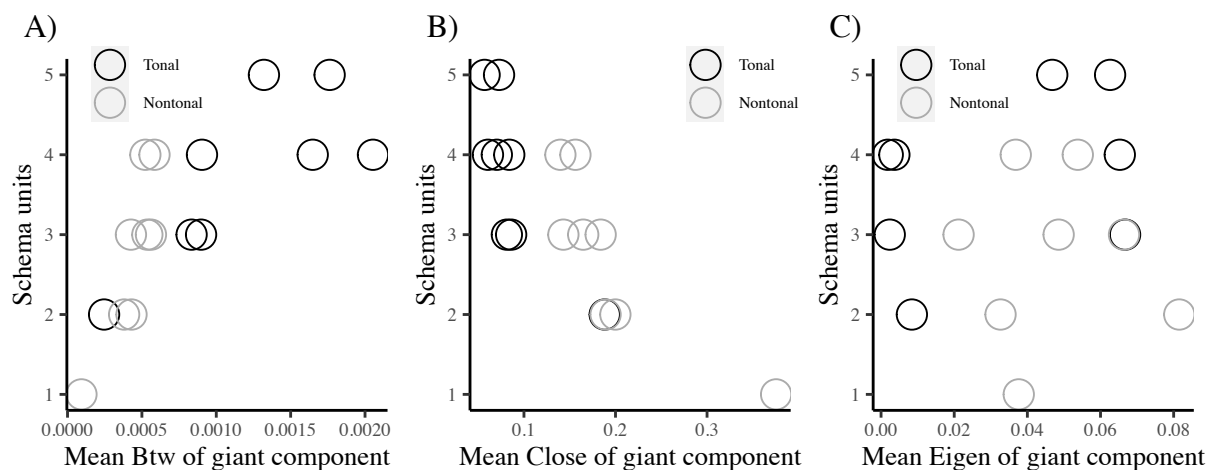 A)
Tonal
Nontonal
Schema units
5
4
3
2
1
0.0000
0.0005
0.0010
0.0015
0.0020
Mean Btw of giant component
B)
Tonal
Nontonal
Schema units
5
4
3
2
1
0.1
0.2
0.3
Mean Close of giant component
C)
Tonal
Nontonal
Schema units
5
4
3
2
1
0.00
0.02
0.04
0.06
0.08
Mean Eigen of giant component